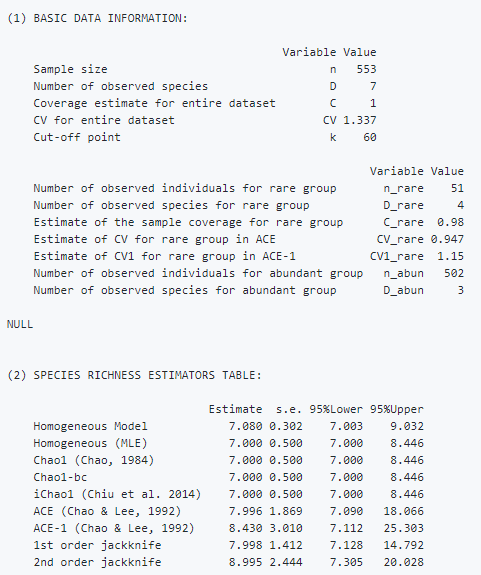 (1) BASIC DATA INFORMATION:
Variable Value
Sample size n 553
Number of observed species D 7
Coverage estimate for entire dataset C 1
CV for entire dataset CV 1.337
Cut-off point k 60
Variable Value
Number of observed individuals for rare group n_rare 51
Number of observed species for rare group D_rare 4
Estimate of the sample coverage for rare group C_rare 0.98
Estimate of CV for rare group in ACE CV_rare 0.947
Estimate of CV1 for rare group in ACE-1 CV1_rare 1.15
Number of observed individuals for abundant group n_abun 502
Number of observed species for abundant group D_abun 3
NULL
(2) SPECIES RICHNESS ESTIMATORS TABLE:
Estimate s.e. 95%Lower 95%Upper
Homogeneous Model 7.080 0.302 7.003 9.032
Homogeneous (MLE) 7.000 0.500 7.000 8.446
Chao1 (Chao, 1984) 7.000 0.500 7.000 8.446
Chao1-bc 7.000 0.500 7.000 8.446
iChao1 (Chiu et al. 2014) 7.000 0.500 7.000 8.446
ACE (Chao & Lee, 1992) 7.996 1.869 7.090 18.066
ACE-1 (Chao & Lee, 1992) 8.430 3.010 7.112 25.303
1st order jackknife 7.998 1.412 7.128 14.792
2nd order jackknife 8.995 2.444 7.305 20.028